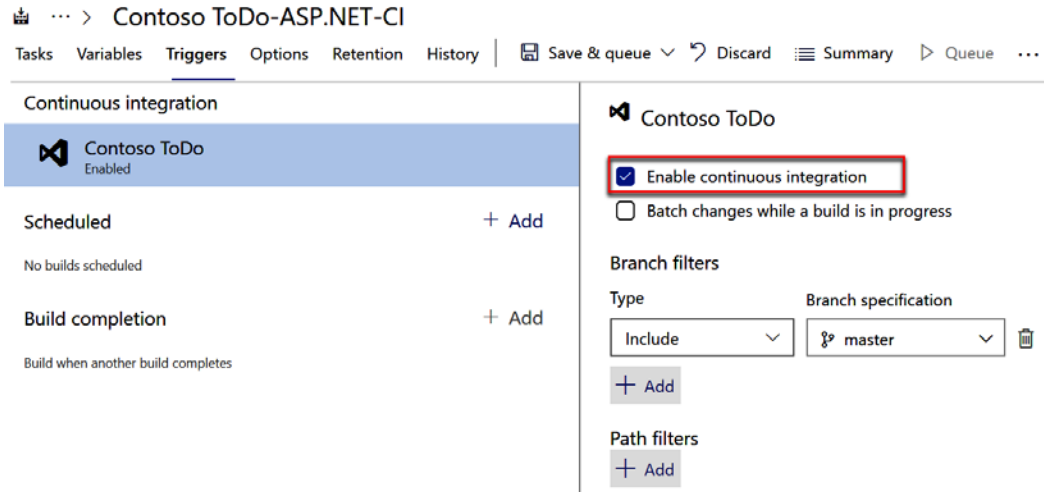 ··· > Contoso ToDo-ASP.NET-CI
Tasks Variables Triggers Options Retention History Save & queue Discard Summary Queue ...
Continuous integration
Contoso ToDo
Enabled
Scheduled + Add
No builds scheduled
Build completion + Add
Build when another build completes
Contoso ToDo
Enable continuous integration
Batch changes while a build is in progress
Branch filters
Type Branch specification
Include master
+ Add
Path filters
+ Add